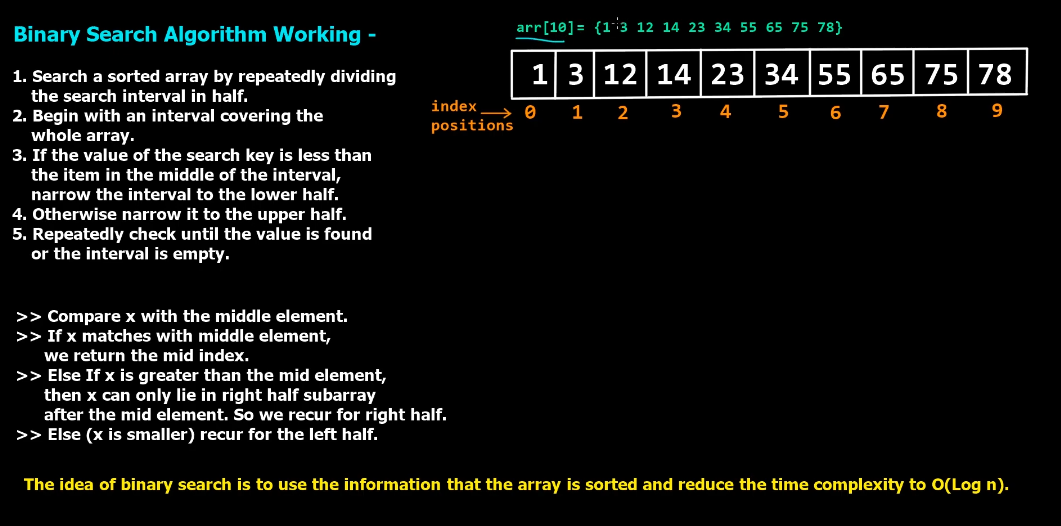 Binary Search Algorithm Working -
1. Search a sorted array by repeatedly dividing
the search interval in half.
2. Begin with an interval covering the
whole array.
3. If the value of the search key is less than
the item in the middle of the interval,
narrow the interval to the lower half.
4. Otherwise narrow it to the upper half.
5. Repeatedly check until the value is found
or the interval is empty.
>> Compare x with the middle element.
>> If x matches with middle element,
we return the mid index.
>> Else If x is greater than the mid element,
then x can only lie in right half subarray
after the mid element. So we recur for right half.
>> Else (x is smaller) recur for the left half.
arr[10]= {1 3 12 14 23 34 55 65 75 78}
1 3 12 14 23 34 55 65 75 78
index
positions
0 1 2 3 4 5 6 7 8 9
The idea of binary search is to use the information that the array is sorted and reduce the time complexity to O(Log n).